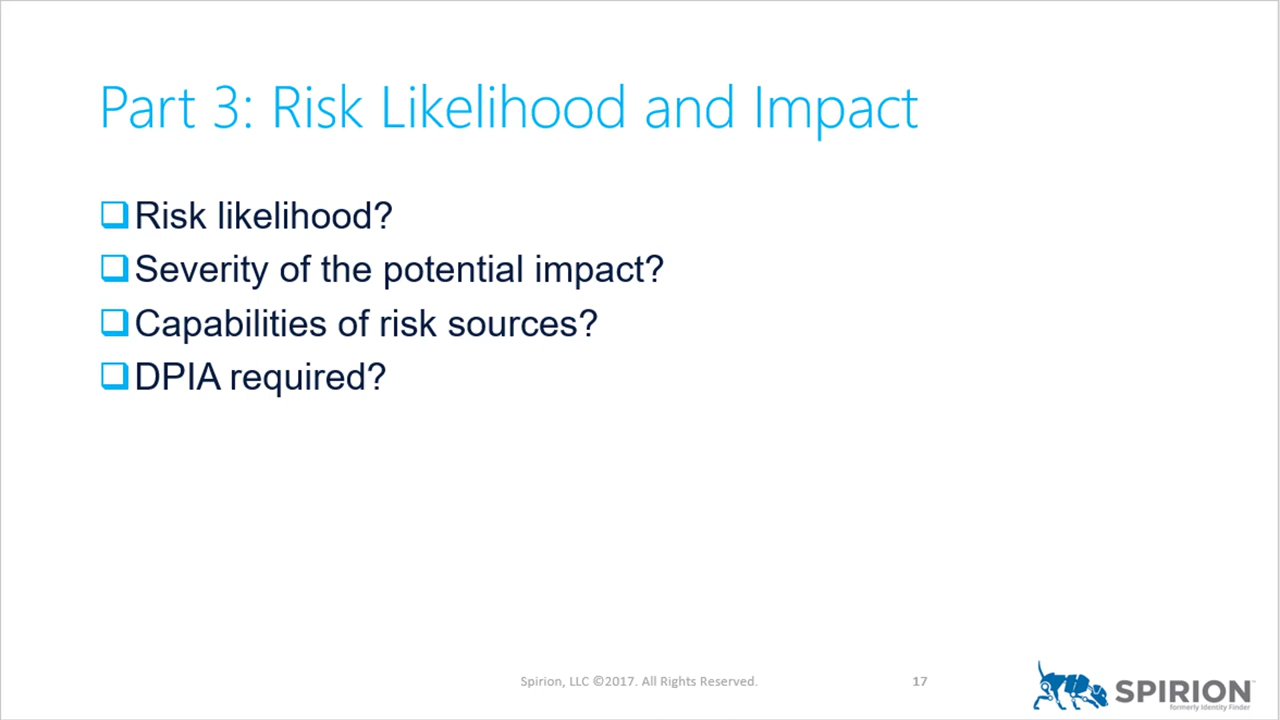 Part 3: Risk Likelihood and Impact
Risk likelihood?
Severity of the potential impact?
Capabilities of risk sources?
DPIA required?
Spirion, LLC ©2017. All Rights Reserved.
17
SPIRION™
formerly Identity Finder